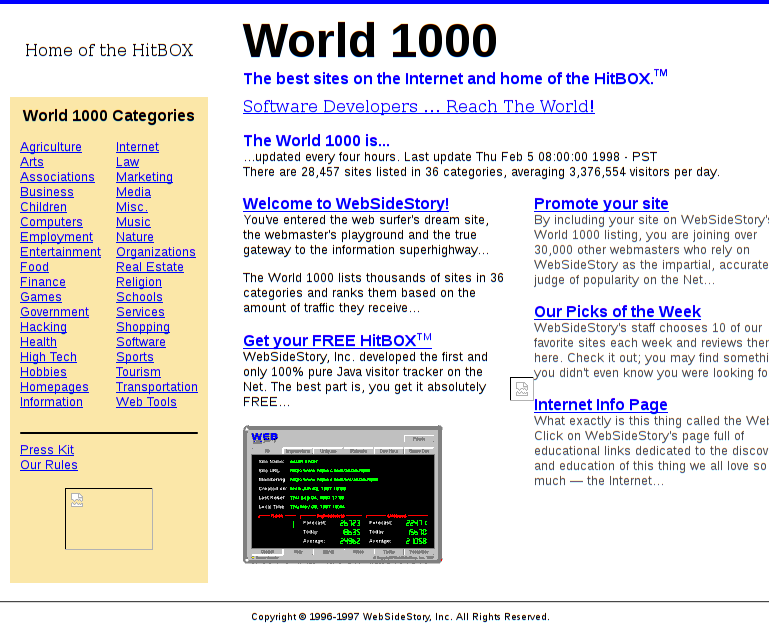 Home of the HitBOX
World 1000
The best sites on the Internet and home of the HitBOX.™
Software Developers ... Reach The World!
World 1000 Categories
Agriculture
Arts
Associations
Business
Children
Computers
Employment
Entertainment
Food
Finance
Games
Government
Hacking
Health
High Tech
Hobbies
Homepages
Information
Internet
Law
Marketing
Media
Misc.
Music
Nature
Organizations
Real Estate
Religion
Schools
Services
Shopping
Software
Sports
Tourism
Transportation
Web Tools
Press Kit
Our Rules
The World 1000 is...
...updated every four hours. Last update Thu Feb 5 08:00:00 1998 - PST
There are 28,457 sites listed in 36 categories, averaging 3,376,554 visitors per day.
Welcome to WebSideStory!
You've entered the web surfer's dream site,
the webmaster's playground and the true
gateway to the information superhighway...
The World 1000 lists thousands of sites in 36
categories and ranks them based on the
amount of traffic they receive...
Get your FREE HitBOX™
WebSideStory, Inc. developed the first and
only 100% pure Java visitor tracker on the
Net. The best part is, you get it absolutely
FREE...
WEB
Forecast:
Today:
Average:
Forecast:
Today:
Average:
Promote your site
By including your site on WebSideStory's
World 1000 listing, you are joining over
30,000 other webmasters who rely on
WebSideStory as the impartial, accurate
judge of popularity on the Net...
Our Picks of the Week
WebSideStory's staff chooses 10 of our
favorite sites each week and reviews ther
here. Check it out; you may find somethi
you didn't even know you were looking fo
Internet Info Page
What exactly is this thing called the Web
Click on WebSideStory's page full of
educational links dedicated to the discov
and education of this thing we all love so
much — the Internet...
Copyright © 1996-1997 WebSideStory, Inc. All Rights Reserved.